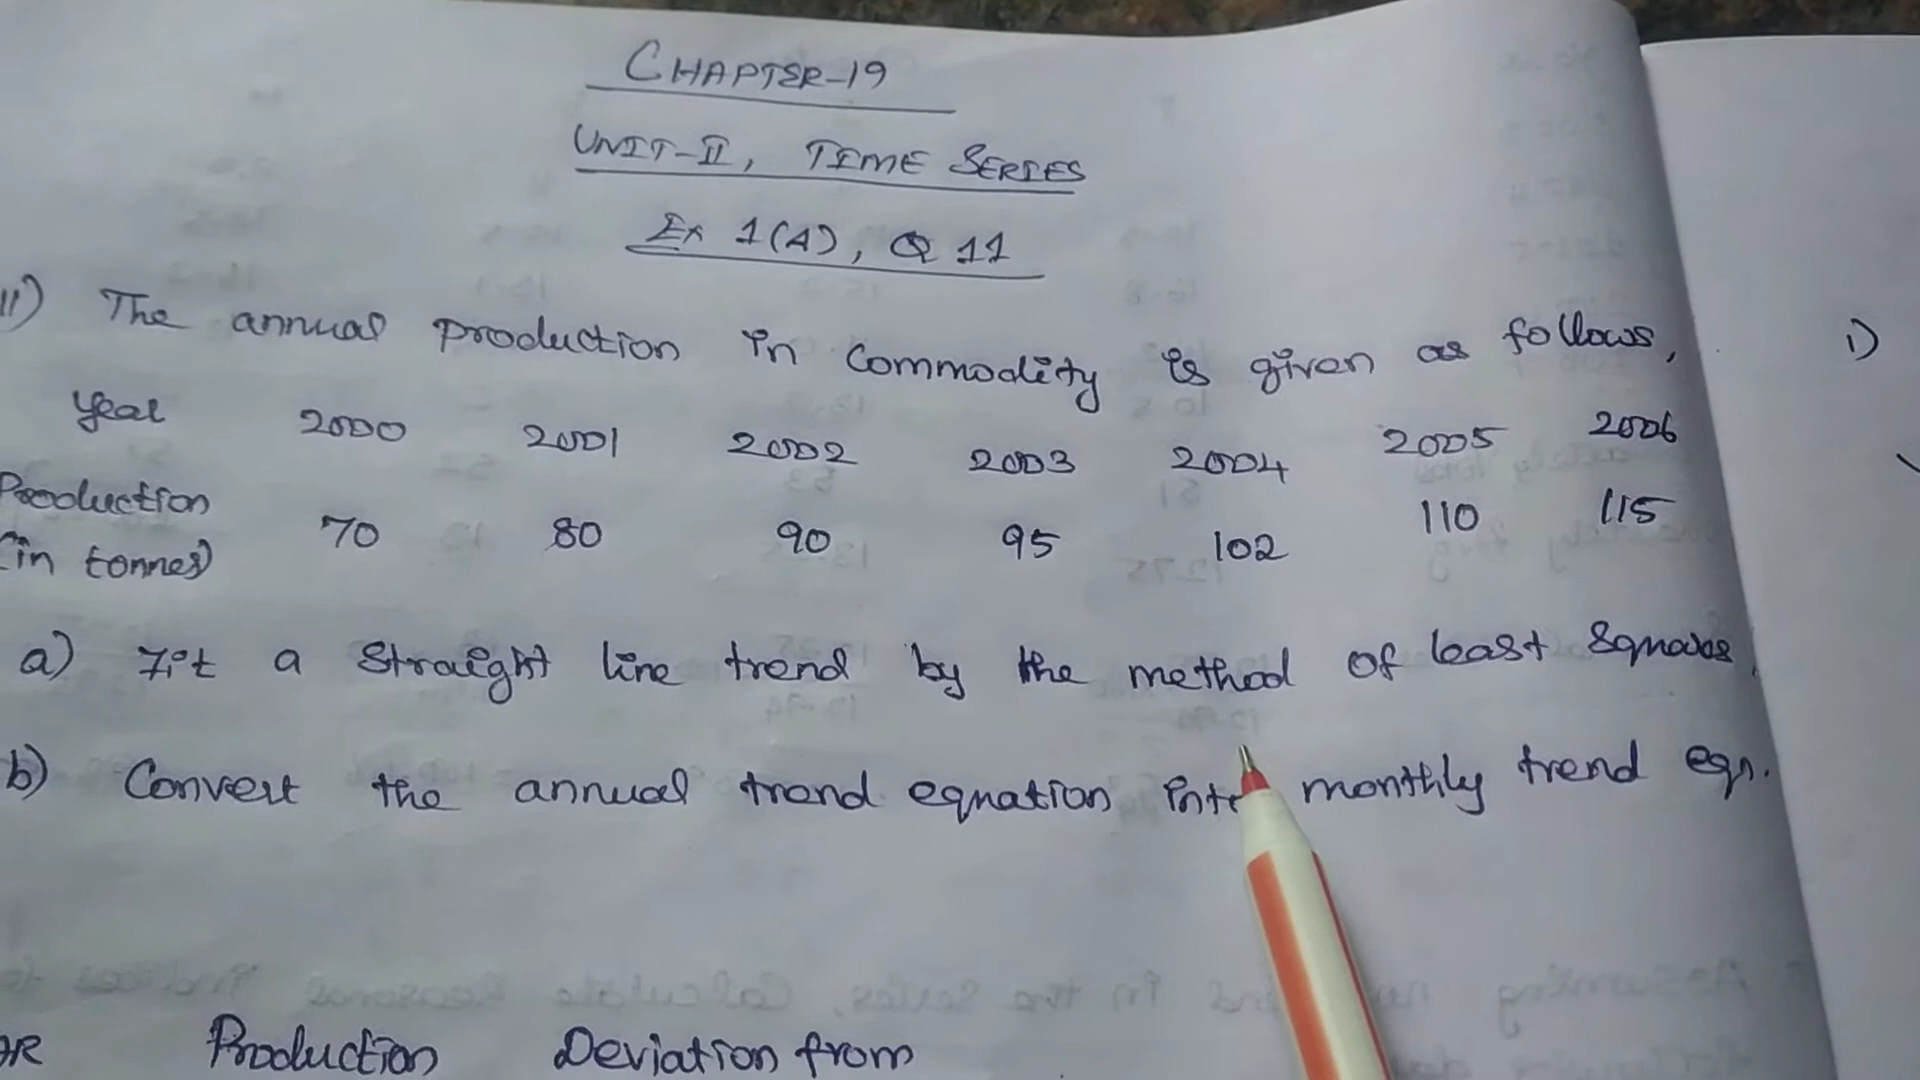 CHAPTER-19
UNIT-II, TIME SERIES
Ex 1(A), Q 11
11) The annual production in commodity is given as follows,
Year 2000 2001 2002 2003 2004 2005 2006
Production
(in tonnes) 70 80 90 95 102 110 115
a) Fit a straight line trend by the method of least squares.
b) Convert the annual trend equation into monthly trend eqn.
Production Deviation from
1)